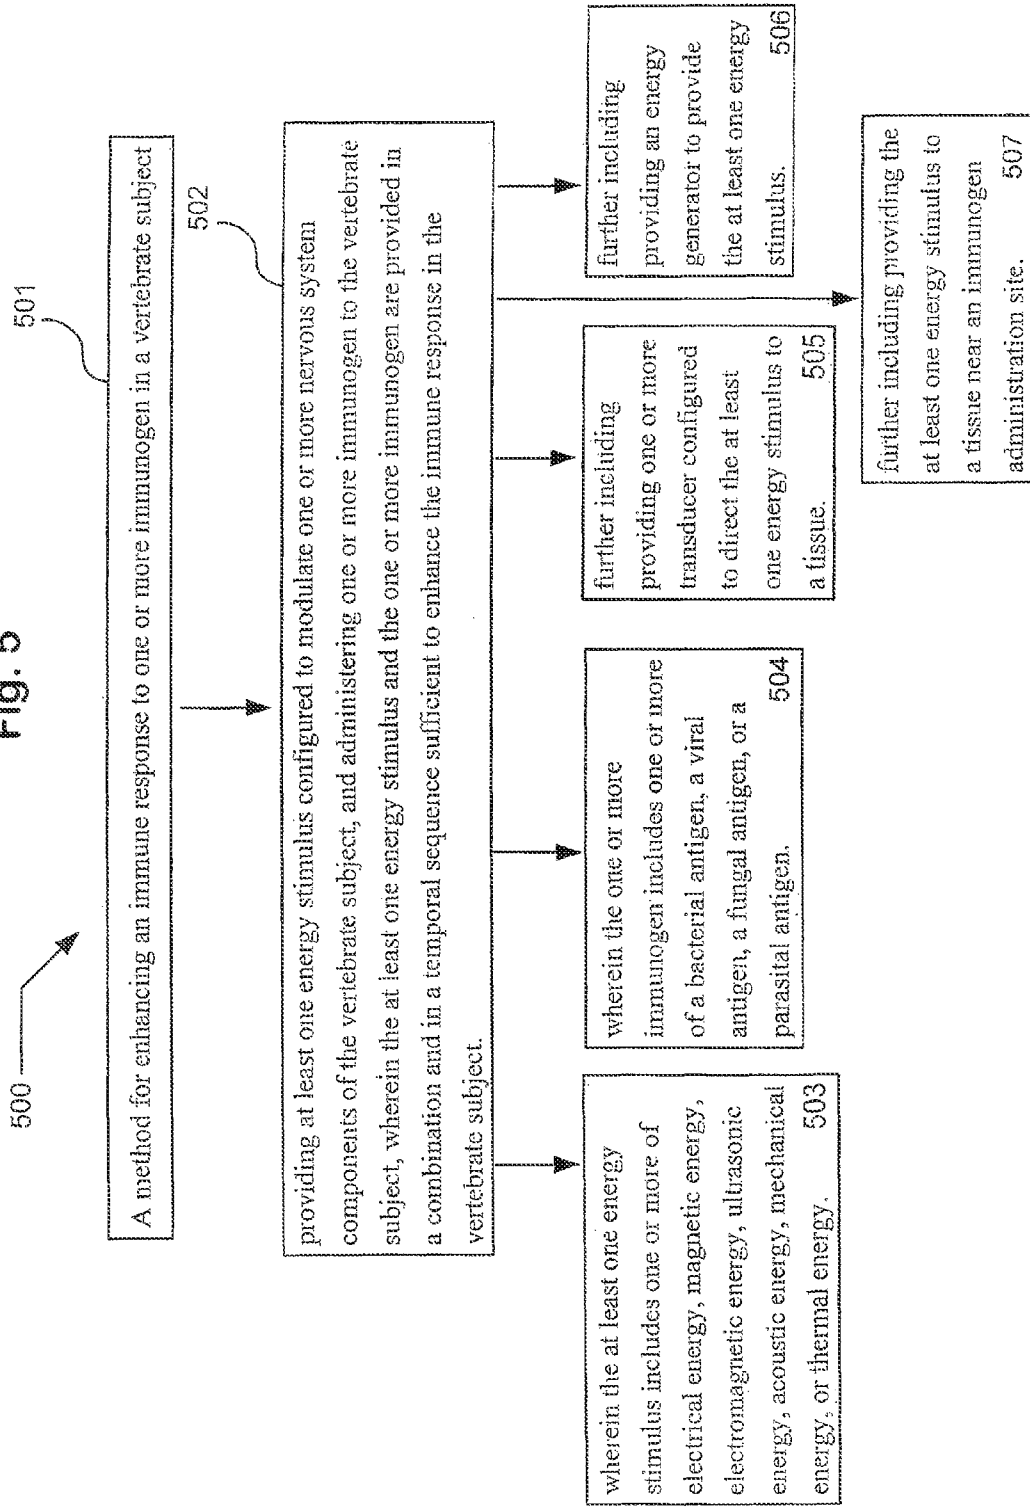 Fig. 5
500
501
A method for enhancing an immune response to one or more immunogen in a vertebrate subject
502
providing at least one energy stimulus configured to modulate one or more nervous system
components of the vertebrate subject, and administering one or more immunogen to the vertebrate
subject, wherein the at least one energy stimulus and the one or more immunogen are provided in
a combination and in a temporal sequence sufficient to enhance the immune response in the
vertebrate subject.
wherein the at least one energy
stimulus includes one or more of
electrical energy, magnetic energy,
electromagnetic energy, ultrasonic
energy, acoustic energy, mechanical
energy, or thermal energy.
503
wherein the one or more
immunogen includes one or more
of a bacterial antigen, a viral
antigen, a fungal antigen, or a
parasital antigen.
504
further including
providing one or more
transducer configured
to direct the at least
one energy stimulus to
a tissue.
505
further including
providing an energy
generator to provide
the at least one energy
stimulus.
506
further including providing the
at least one energy stimulus to
a tissue near an immunogen
administration site.
507